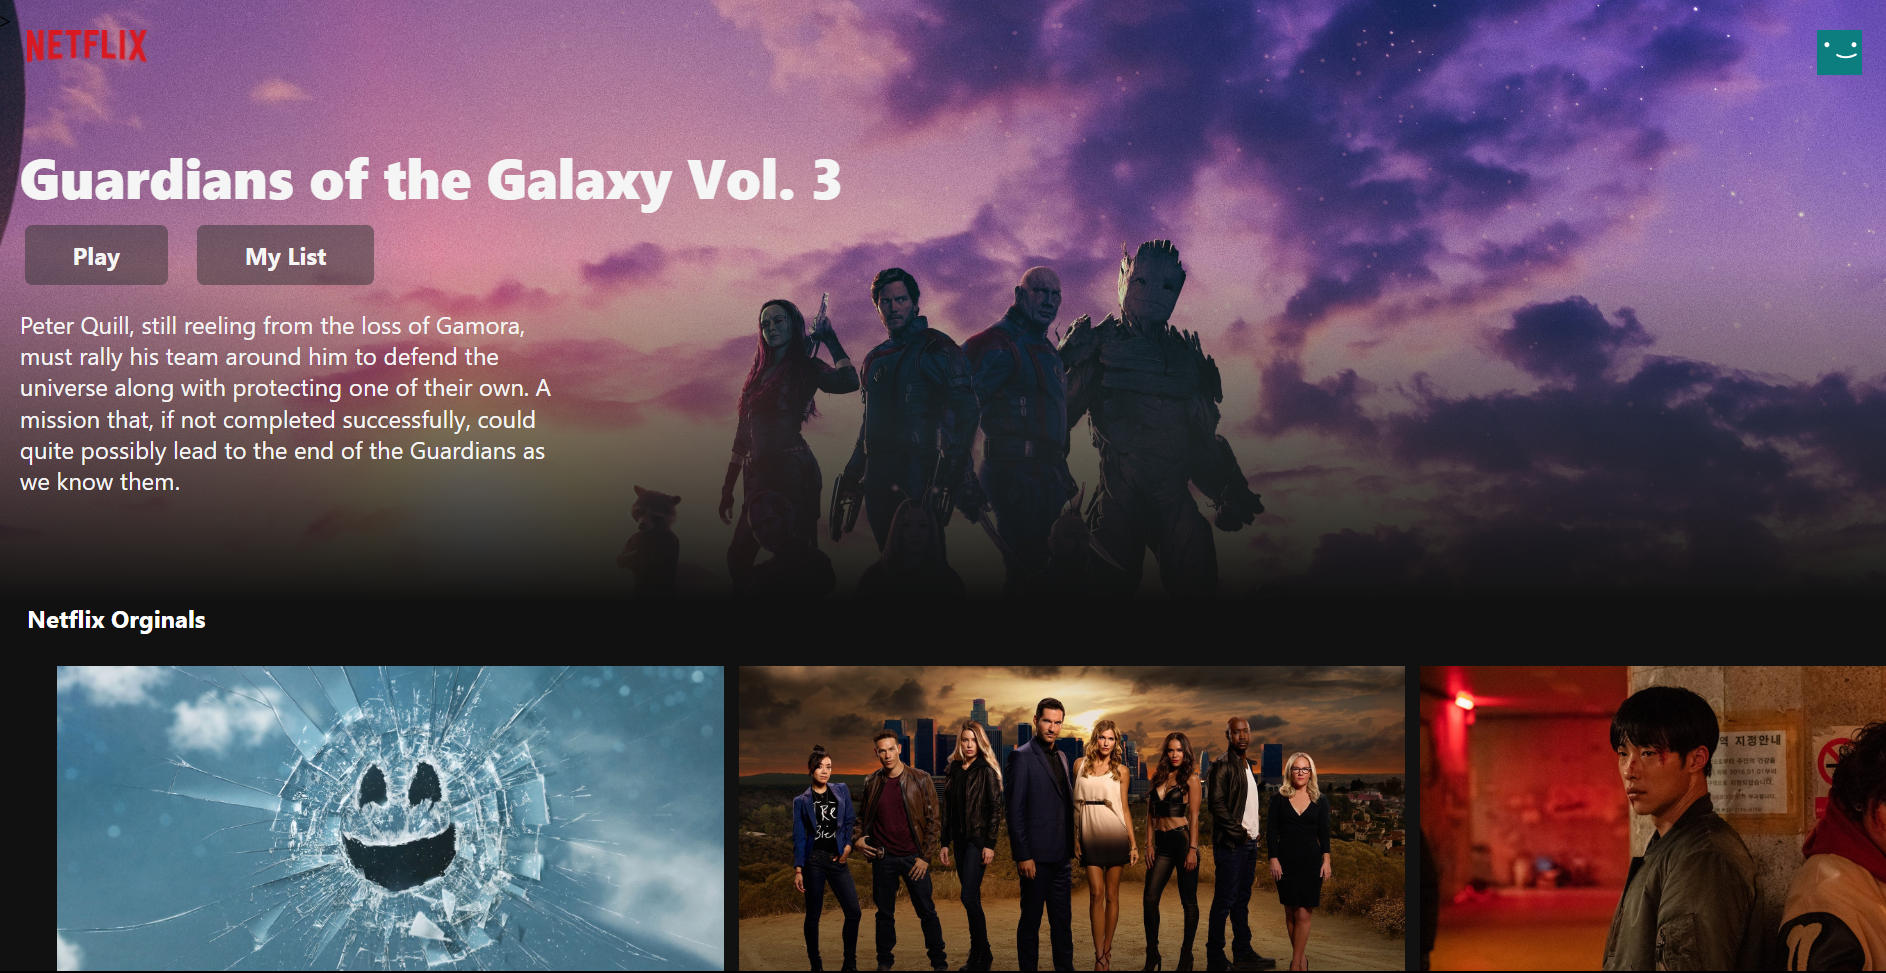 >
NETFLIX
Guardians of the Galaxy Vol. 3
Play
My List
Peter Quill, still reeling from the loss of Gamora,
must rally his team around him to defend the
universe along with protecting one of their own. A
mission that, if not completed successfully, could
quite possibly lead to the end of the Guardians as
we know them.
Netflix Orginals
역 지정안내